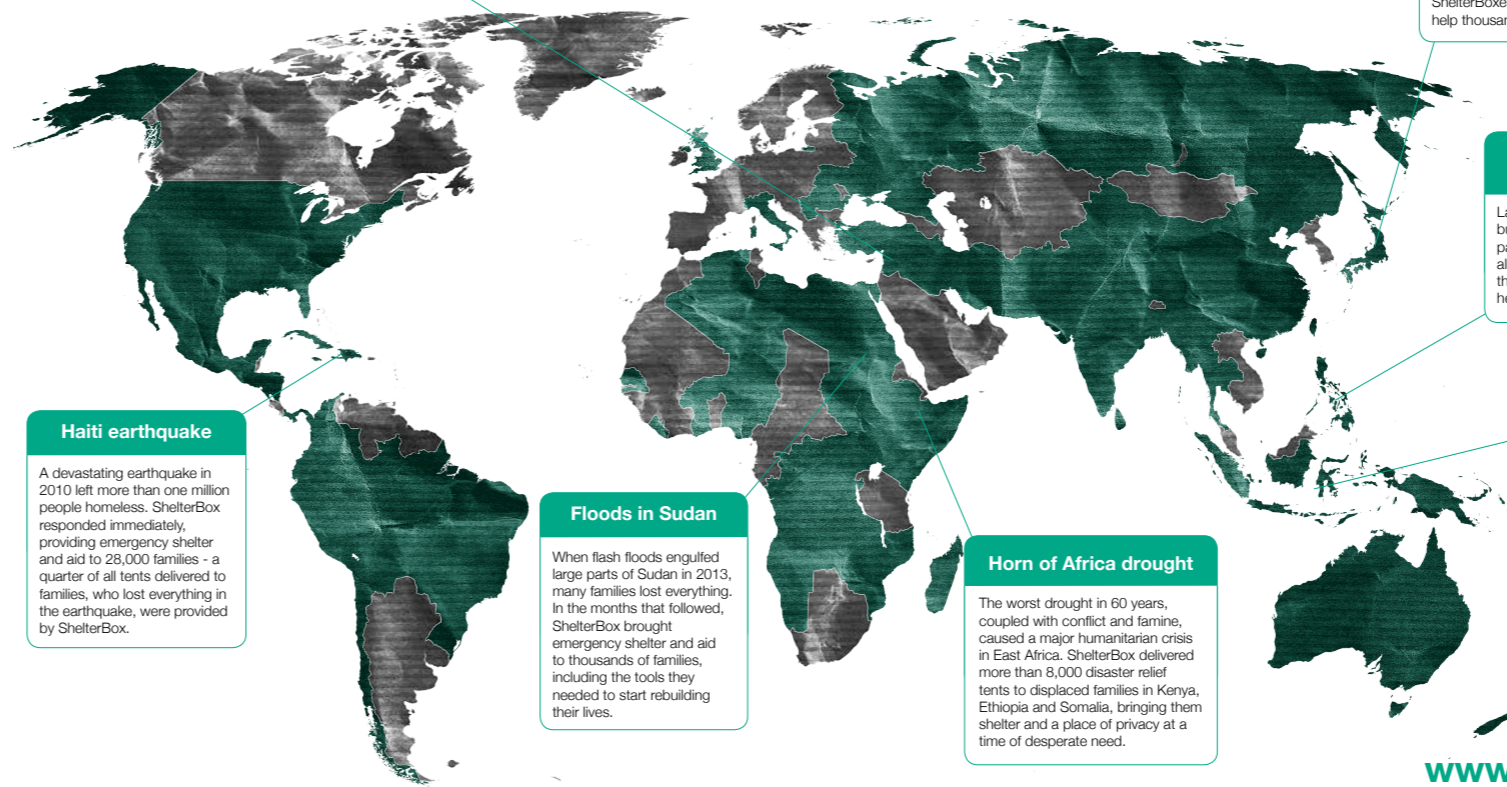 ShelterBoxe
help thousan
La
bu
pa
al
th
he
Haiti earthquake
A devastating earthquake in
2010 left more than one million
people homeless. ShelterBox
responded immediately,
providing emergency shelter
and aid to 28,000 families - a
quarter of all tents delivered to
families, who lost everything in
the earthquake, were provided
by ShelterBox.
Floods in Sudan
When flash floods engulfed
large parts of Sudan in 2013,
many families lost everything.
In the months that followed,
ShelterBox brought
emergency shelter and aid
to thousands of families,
including the tools they
needed to start rebuilding
their lives.
Horn of Africa drought
The worst drought in 60 years,
coupled with conflict and famine,
caused a major humanitarian crisis
in East Africa. ShelterBox delivered
more than 8,000 disaster relief
tents to displaced families in Kenya,
Ethiopia and Somalia, bringing them
shelter and a place of privacy at a
time of desperate need.
www